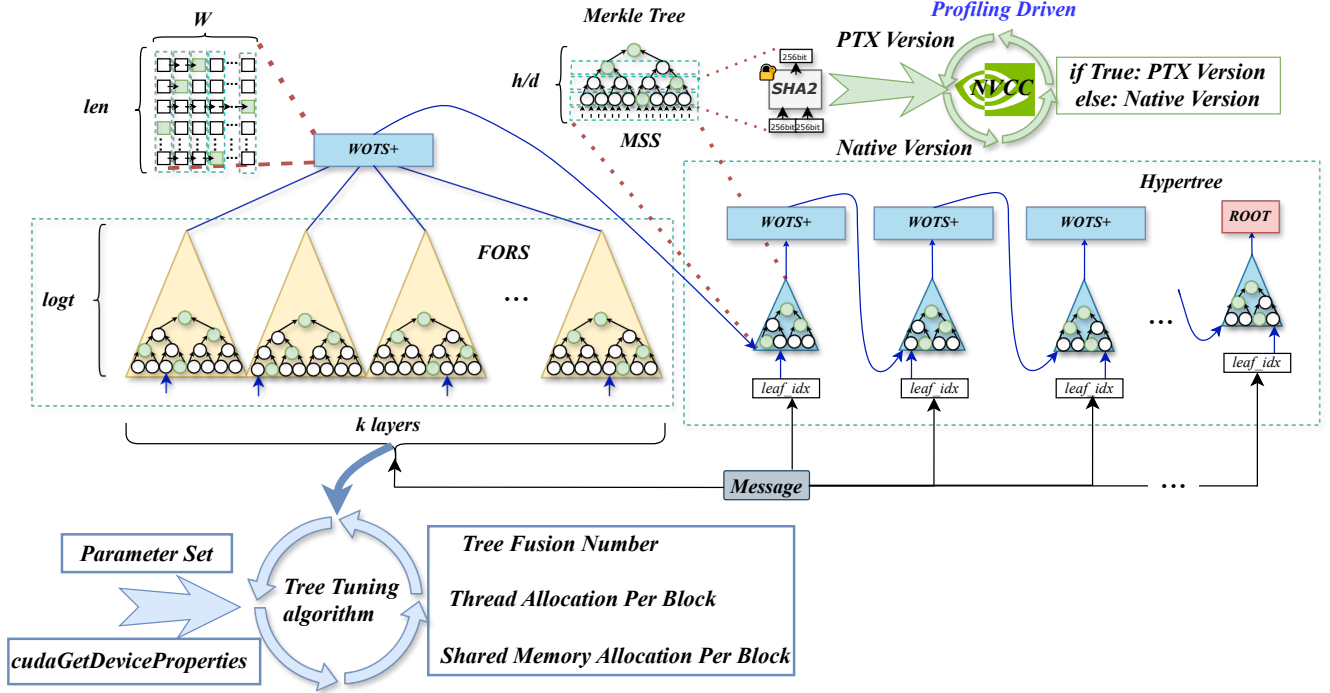 W
len
WOTS+
Merkle Tree
h/d
MSS
256bit
SHA2
256bit 256bit
Profiling Driven
PTX Version
NVCC
if True: PTX Version
else: Native Version
Native Version
FORS
logt
...
k layers
Hypertree
WOTS+
WOTS+
WOTS+
ROOT
...
leaf_idx
leaf_idx
leaf_idx
leaf_idx
Message
...
Parameter Set
cudaGetDeviceProperties
Tree Tuning
algorithm
Tree Fusion Number
Thread Allocation Per Block
Shared Memory Allocation Per Block